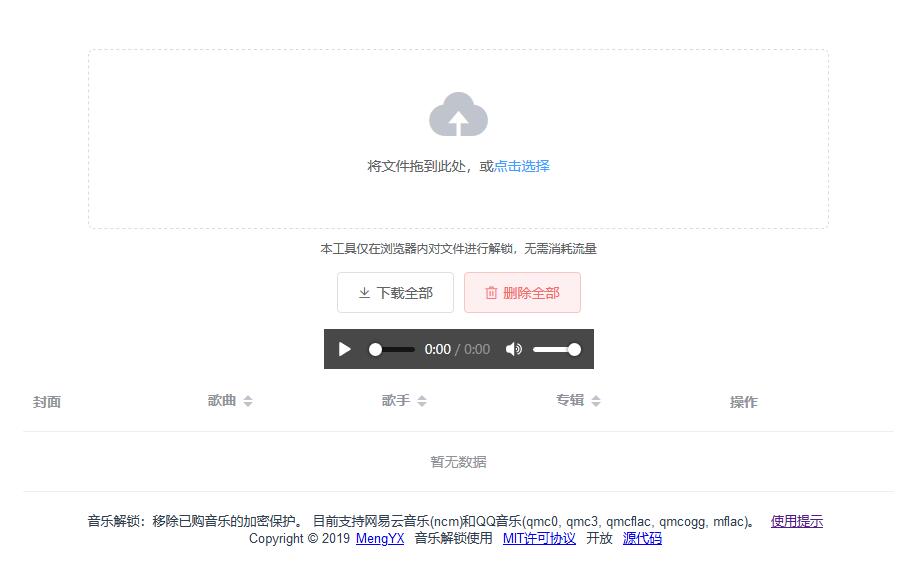 将文件拖到此处，或点击选择
本工具仅在浏览器内对文件进行解锁，无需消耗流量
下载全部 删除全部
0:00 / 0:00
封面 歌曲 歌手 专辑 操作
暂无数据
音乐解锁：移除已购音乐的加密保护。 目前支持网易云音乐(ncm)和QQ音乐(qmc0, qmc3, qmcflac, qmcogg, mflac)。 使用提示
Copyright © 2019 MengYX 音乐解锁使用 MIT许可协议 开放 源代码